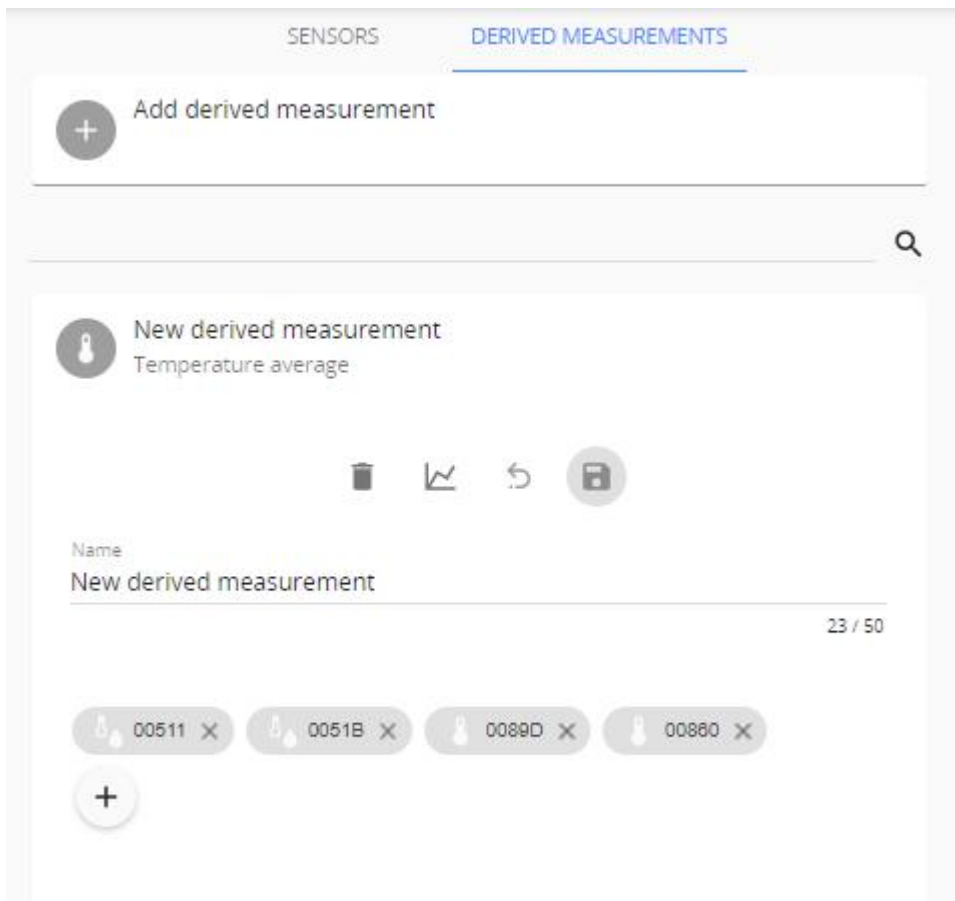 SENSORS DERIVED MEASUREMENTS
Add derived measurement
New derived measurement
Temperature average
Name
New derived measurement
23 / 50
00511 0051B 0089D 00860